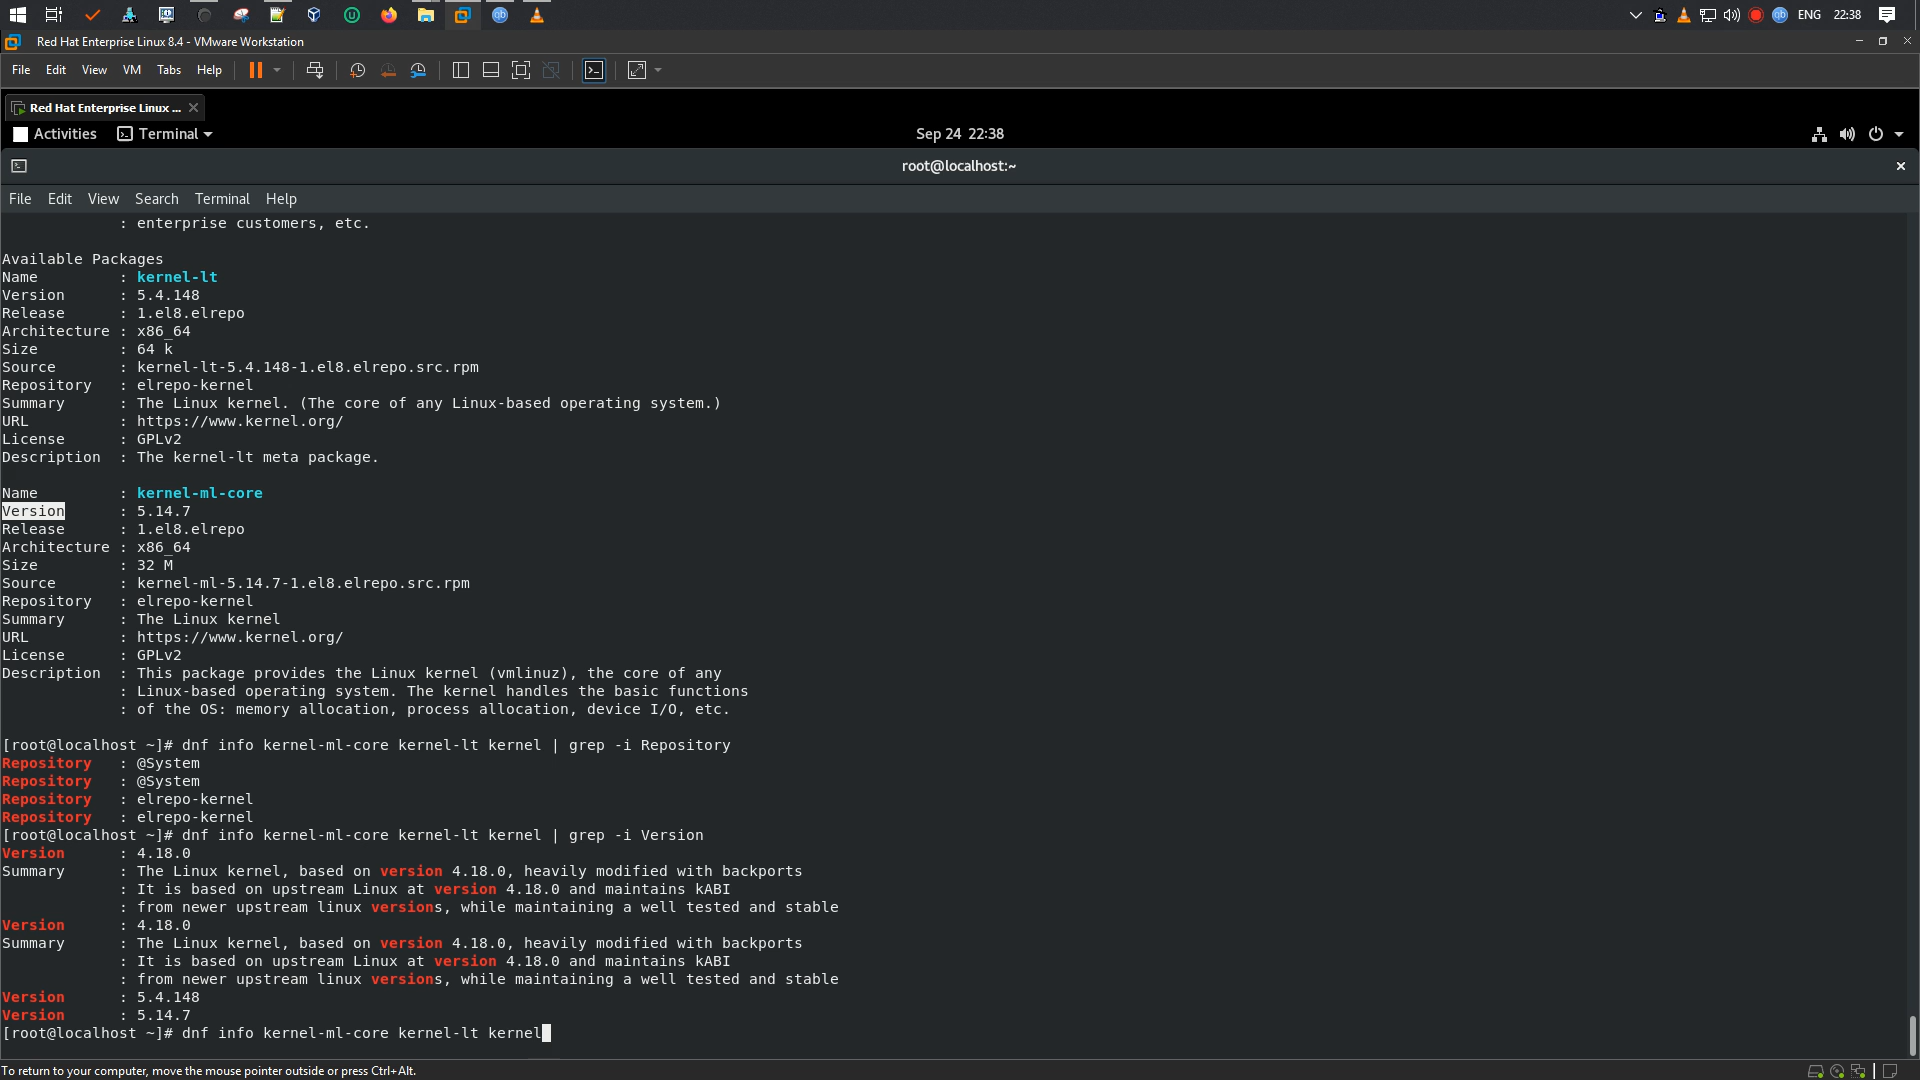 ENG 22:38
Red Hat Enterprise Linux 8.4 - VMware Workstation
File Edit View VM Tabs Help
Red Hat Enterprise Linux ...
Activities Terminal Sep 24 22:38
root@localhost:~
File Edit View Search Terminal Help
: enterprise customers, etc.
Available Packages
Name : kernel-lt
Version : 5.4.148
Release : 1.el8.elrepo
Architecture : x86_64
Size : 64 k
Source : kernel-lt-5.4.148-1.el8.elrepo.src.rpm
Repository : elrepo-kernel
Summary : The Linux kernel. (The core of any Linux-based operating system.)
URL : https://www.kernel.org/
License : GPLv2
Description : The kernel-lt meta package.
Name : kernel-ml-core
Version : 5.14.7
Release : 1.el8.elrepo
Architecture : x86_64
Size : 32 M
Source : kernel-ml-5.14.7-1.el8.elrepo.src.rpm
Repository : elrepo-kernel
Summary : The Linux kernel
URL : https://www.kernel.org/
License : GPLv2
Description : This package provides the Linux kernel (vmlinuz), the core of any
: Linux-based operating system. The kernel handles the basic functions
: of the OS: memory allocation, process allocation, device I/O, etc.
[root@localhost ~]# dnf info kernel-ml-core kernel-lt kernel | grep -i Repository
Repository : @System
Repository : @System
Repository : elrepo-kernel
Repository : elrepo-kernel
[root@localhost ~]# dnf info kernel-ml-core kernel-lt kernel | grep -i Version
Version : 4.18.0
Summary : The Linux kernel, based on version 4.18.0, heavily modified with backports
: It is based on upstream Linux at version 4.18.0 and maintains kABI
: from newer upstream linux versions, while maintaining a well tested and stable
Version : 4.18.0
Summary : The Linux kernel, based on version 4.18.0, heavily modified with backports
: It is based on upstream Linux at version 4.18.0 and maintains kABI
: from newer upstream linux versions, while maintaining a well tested and stable
Version : 5.4.148
Version : 5.14.7
[root@localhost ~]# dnf info kernel-ml-core kernel-lt kernel
To return to your computer, move the mouse pointer outside or press Ctrl+Alt.